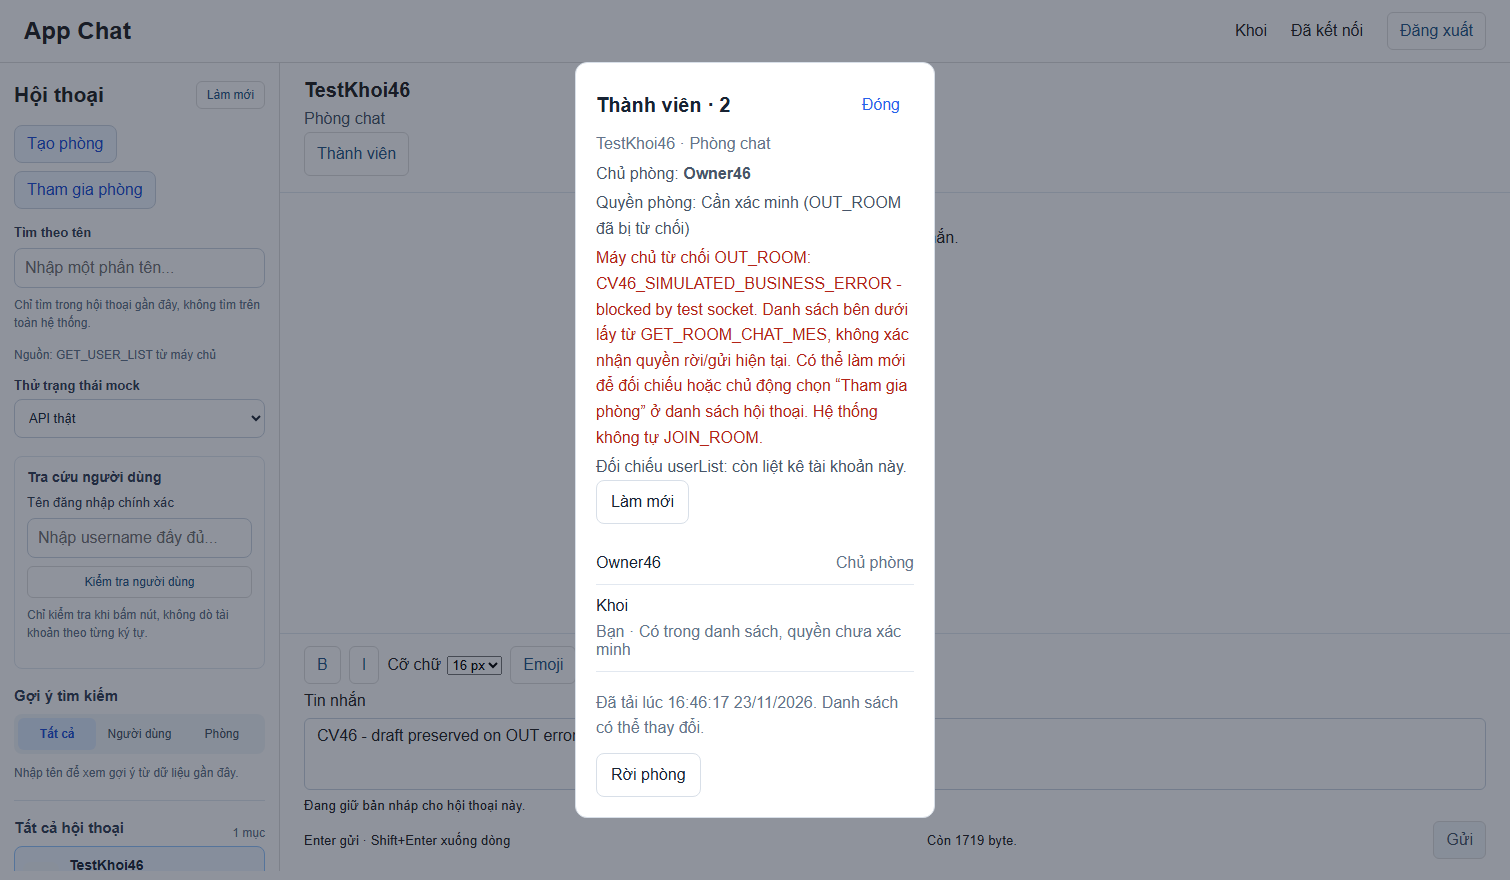 App Chat
Khoi
Đã kết nối
Đăng xuất
Hội thoại
Làm mới
Tạo phòng
Tham gia phòng
Tìm theo tên
Nhập một phần tên...
Chỉ tìm trong hội thoại gần đây, không tìm trên
toàn hệ thống.
Nguồn: GET_USER_LIST từ máy chủ
Thử trạng thái mock
API thật
Tra cứu người dùng
Tên đăng nhập chính xác
Nhập username đầy đủ...
Kiểm tra người dùng
Chỉ kiểm tra khi bấm nút, không dò tài
khoản theo từng ký tự.
Gợi ý tìm kiếm
Tất cả
Người dùng
Phòng
Nhập tên để xem gợi ý từ dữ liệu gần đây.
Tất cả hội thoại
1 mục
TestKhoi46
TestKhoi46
Phòng chat
Thành viên
ắn.
Thành viên · 2
Đóng
TestKhoi46 · Phòng chat
Chủ phòng: Owner46
Quyền phòng: Cần xác minh (OUT_ROOM
đã bị từ chối)
Máy chủ từ chối OUT_ROOM:
CV46_SIMULATED_BUSINESS_ERROR -
blocked by test socket. Danh sách bên dưới
lấy từ GET_ROOM_CHAT_MES, không xác
nhận quyền rời/gửi hiện tại. Có thể làm mới
để đối chiếu hoặc chủ động chọn “Tham gia
phòng” ở danh sách hội thoại. Hệ thống
không tự JOIN_ROOM.
Đối chiếu userList: còn liệt kê tài khoản này.
Làm mới
Owner46
Chủ phòng
Khoi
Bạn · Có trong danh sách, quyền chưa xác
minh
Đã tải lúc 16:46:17 23/11/2026. Danh sách
có thể thay đổi.
Rời phòng
B
I
Cỡ chữ
16 px
Emoji
Tin nhắn
CV46 - draft preserved on OUT error
Đang giữ bản nháp cho hội thoại này.
Enter gửi · Shift+Enter xuống dòng
Còn 1719 byte.
Gửi